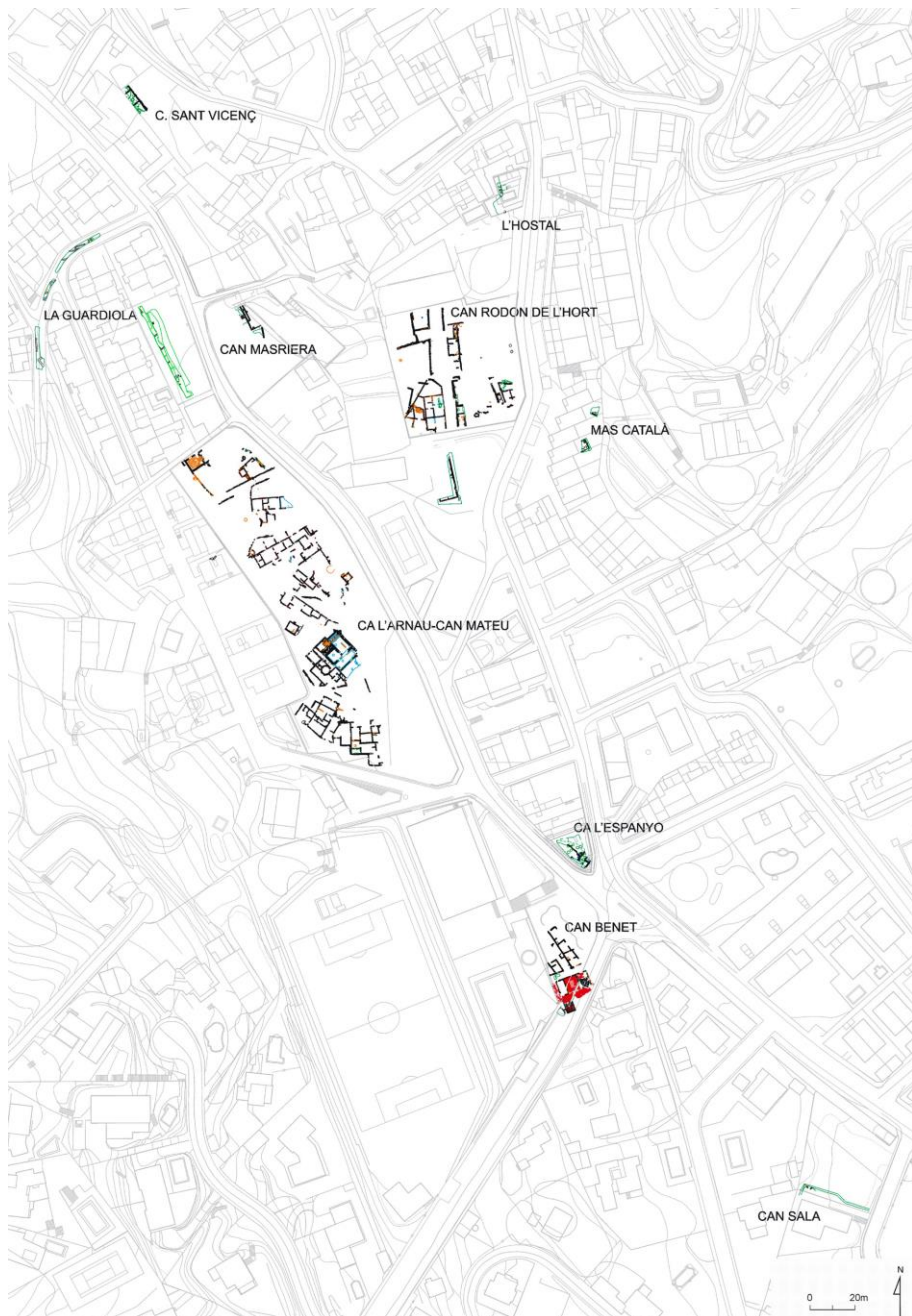 C. SANT VICENÇ
L'HOSTAL
LA GUARDIOLA
CAN RODON DE L'HORT
CAN MASRIERA
MAS CATALÀ
CA L'ARNAU-CAN MATEU
CA L'ESPANYO
CAN BENET
CAN SALA
N
0 20m